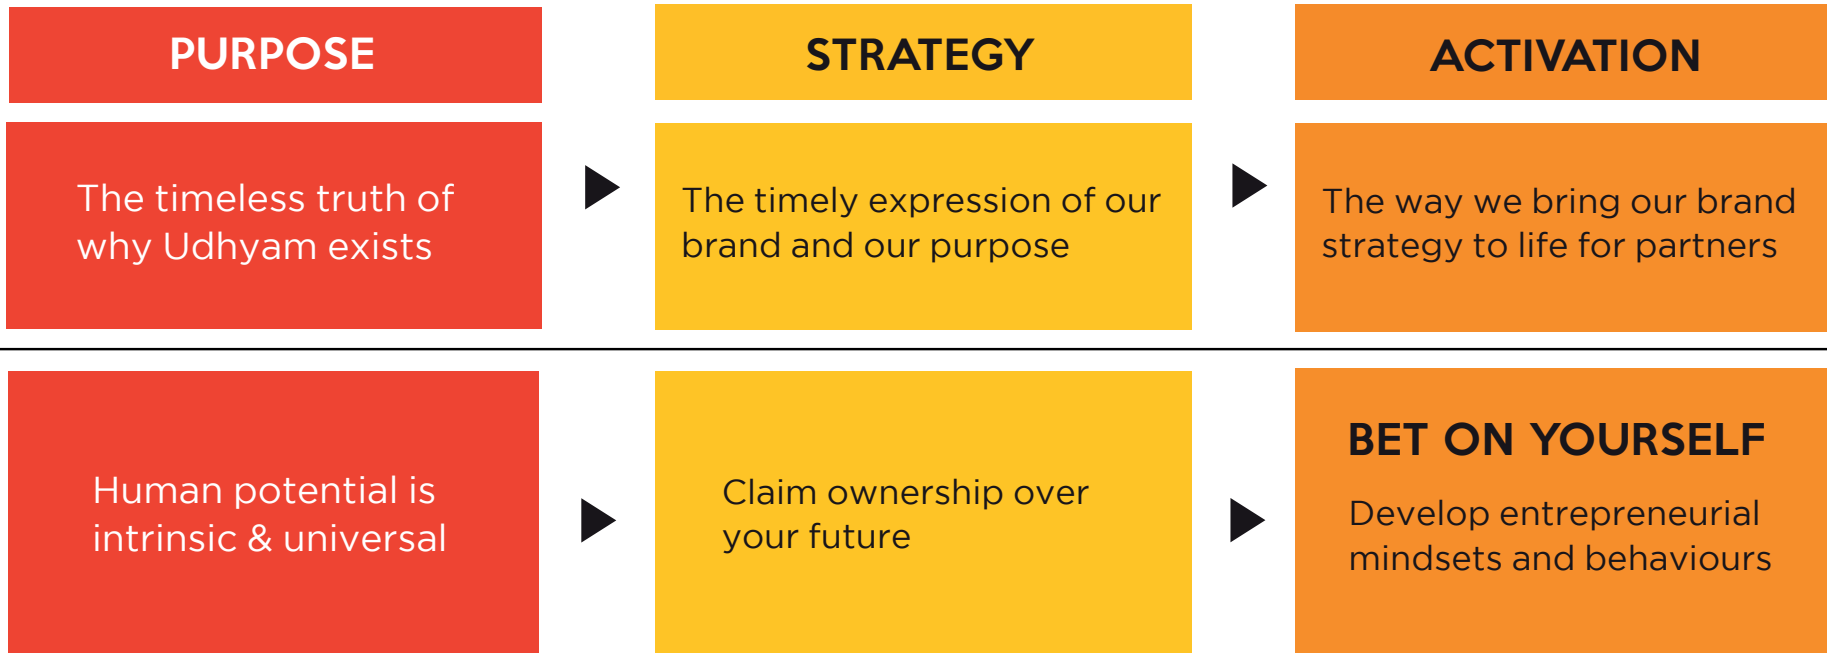 PURPOSE
STRATEGY
ACTIVATION
The timeless truth of
why Udhyam exists
The timely expression of our
brand and our purpose
The way we bring our brand
strategy to life for partners
Human potential is
intrinsic & universal
Claim ownership over
your future
BET ON YOURSELF
Develop entrepreneurial
mindsets and behaviours